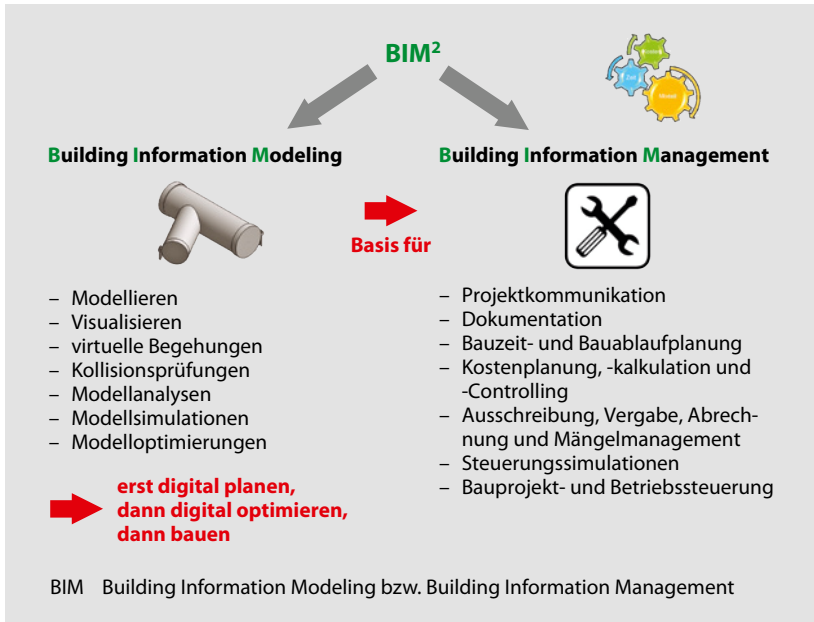 BIM²
Building Information Modeling
Building Information Management
Basis für
– Modellieren
– Visualisieren
– virtuelle Begehungen
– Kollisionsprüfungen
– Modellanalysen
– Modellsimulationen
– Modelloptimierungen
erst digital planen,
dann digital optimieren,
dann bauen
– Projektkommunikation
– Dokumentation
– Bauzeit- und Bauablaufplanung
– Kostenplanung, -kalkulation und
-Controlling
– Ausschreibung, Vergabe, Abrech-
nung und Mängelmanagement
– Steuerungssimulationen
– Bauprojekt- und Betriebssteuerung
BIM Building Information Modeling bzw. Building Information Management